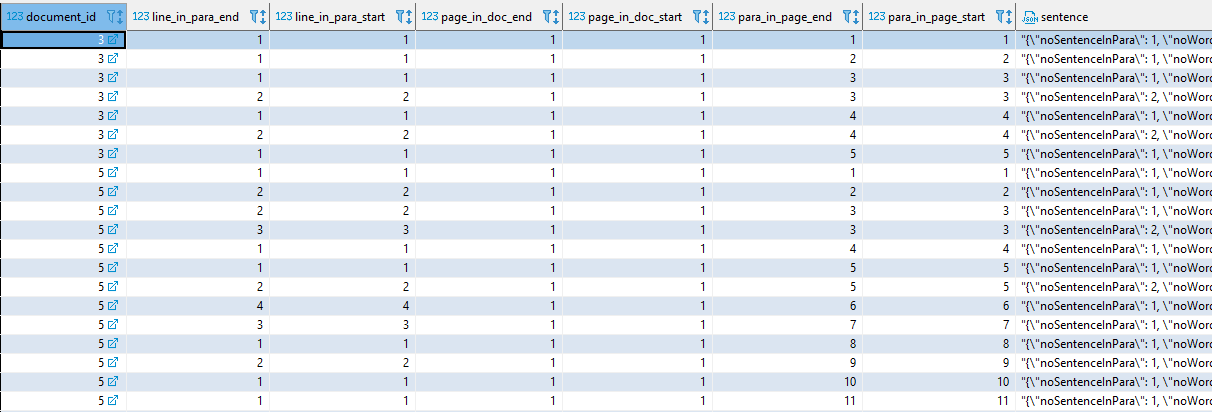 123 document_id 123 line_in_para_end 123 line_in_para_start 123 page_in_doc_end 123 page_in_doc_start 123 para_in_page_end 123 para_in_page_start JSON sentence
3 1 1 1 1 1 1 "{\"noSentenceInPara\": 1, \"noWord
3 1 1 1 1 2 2 "{\"noSentenceInPara\": 1, \"noWord
3 1 1 1 1 3 3 "{\"noSentenceInPara\": 1, \"noWord
3 2 2 1 1 3 3 "{\"noSentenceInPara\": 2, \"noWord
3 1 1 1 1 4 4 "{\"noSentenceInPara\": 1, \"noWord
3 2 2 1 1 4 4 "{\"noSentenceInPara\": 2, \"noWord
3 1 1 1 1 5 5 "{\"noSentenceInPara\": 1, \"noWord
5 1 1 1 1 1 1 "{\"noSentenceInPara\": 1, \"noWord
5 2 2 1 1 2 2 "{\"noSentenceInPara\": 1, \"noWord
5 2 2 1 1 3 3 "{\"noSentenceInPara\": 1, \"noWord
5 3 3 1 1 3 3 "{\"noSentenceInPara\": 2, \"noWord
5 1 1 1 1 4 4 "{\"noSentenceInPara\": 1, \"noWord
5 1 1 1 1 5 5 "{\"noSentenceInPara\": 1, \"noWord
5 2 2 1 1 5 5 "{\"noSentenceInPara\": 2, \"noWord
5 4 4 1 1 6 6 "{\"noSentenceInPara\": 1, \"noWord
5 3 3 1 1 7 7 "{\"noSentenceInPara\": 1, \"noWord
5 1 1 1 1 8 8 "{\"noSentenceInPara\": 1, \"noWord
5 2 2 1 1 9 9 "{\"noSentenceInPara\": 1, \"noWord
5 1 1 1 1 10 10 "{\"noSentenceInPara\": 1, \"noWord
5 1 1 1 1 11 11 "{\"noSentenceInPara\": 1, \"noWord